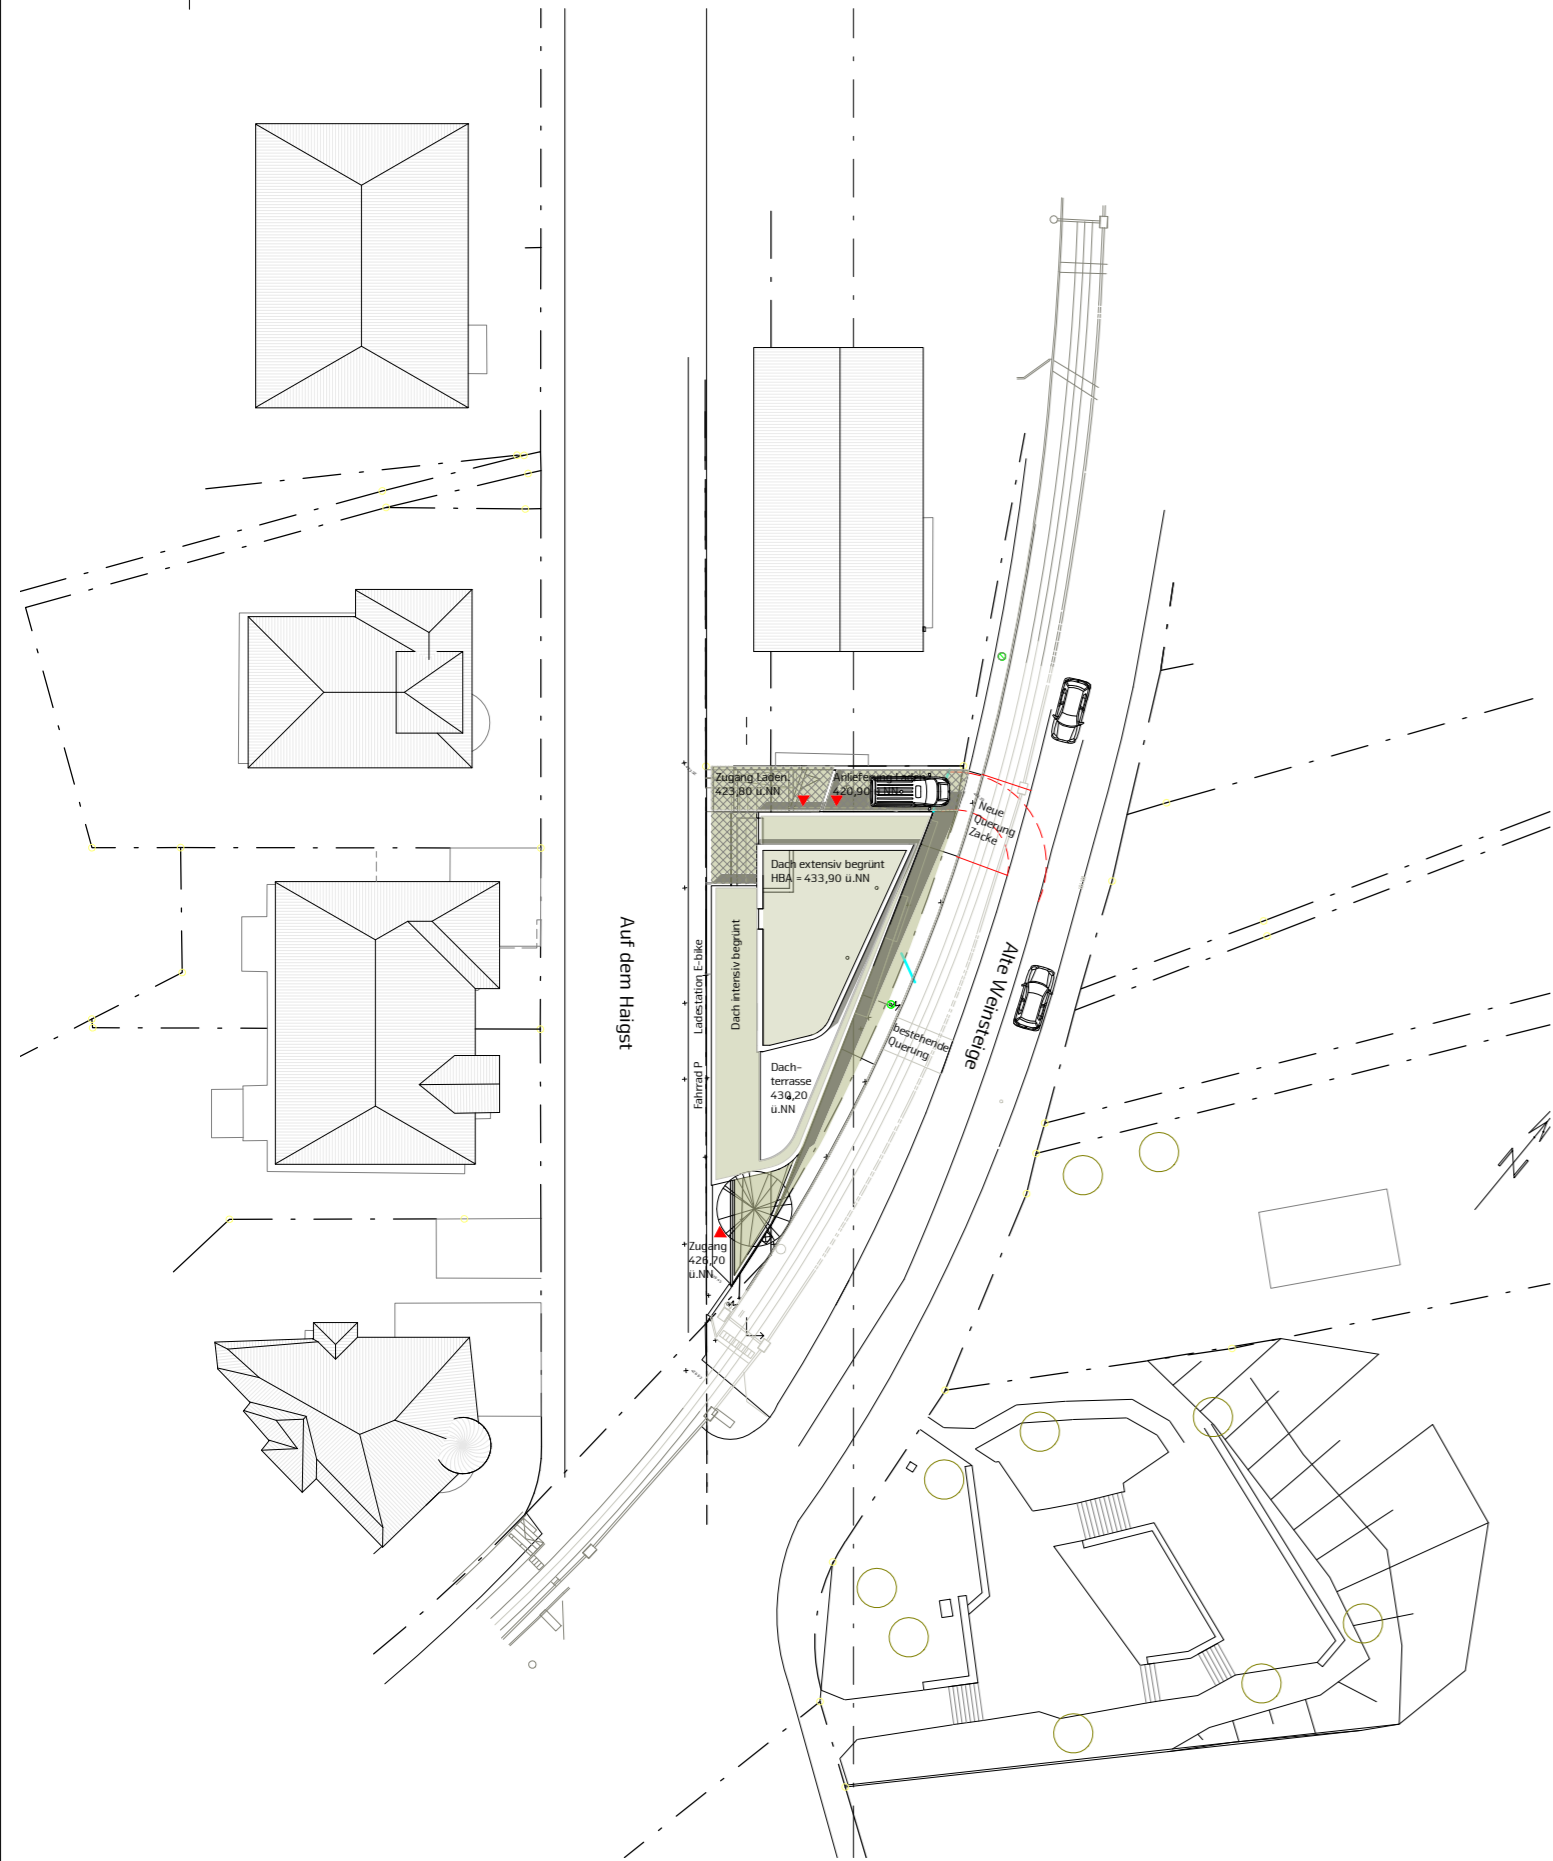 Zugang Laden
423,80 ü.NN
Anlieferung Laden
420,90 ü.NN
Neue
Querung
Zacke
Dach extensiv begrünt
HBA = 433,90 ü.NN
Dach intensiv begrünt
Ladestation E-bike
Fahrrad P
Auf dem Haigst
Alte Weinsteige
bestehende
Querung
Dach-
terrasse
430,20
ü.NN
Zugang
426,70
ü.NN
N